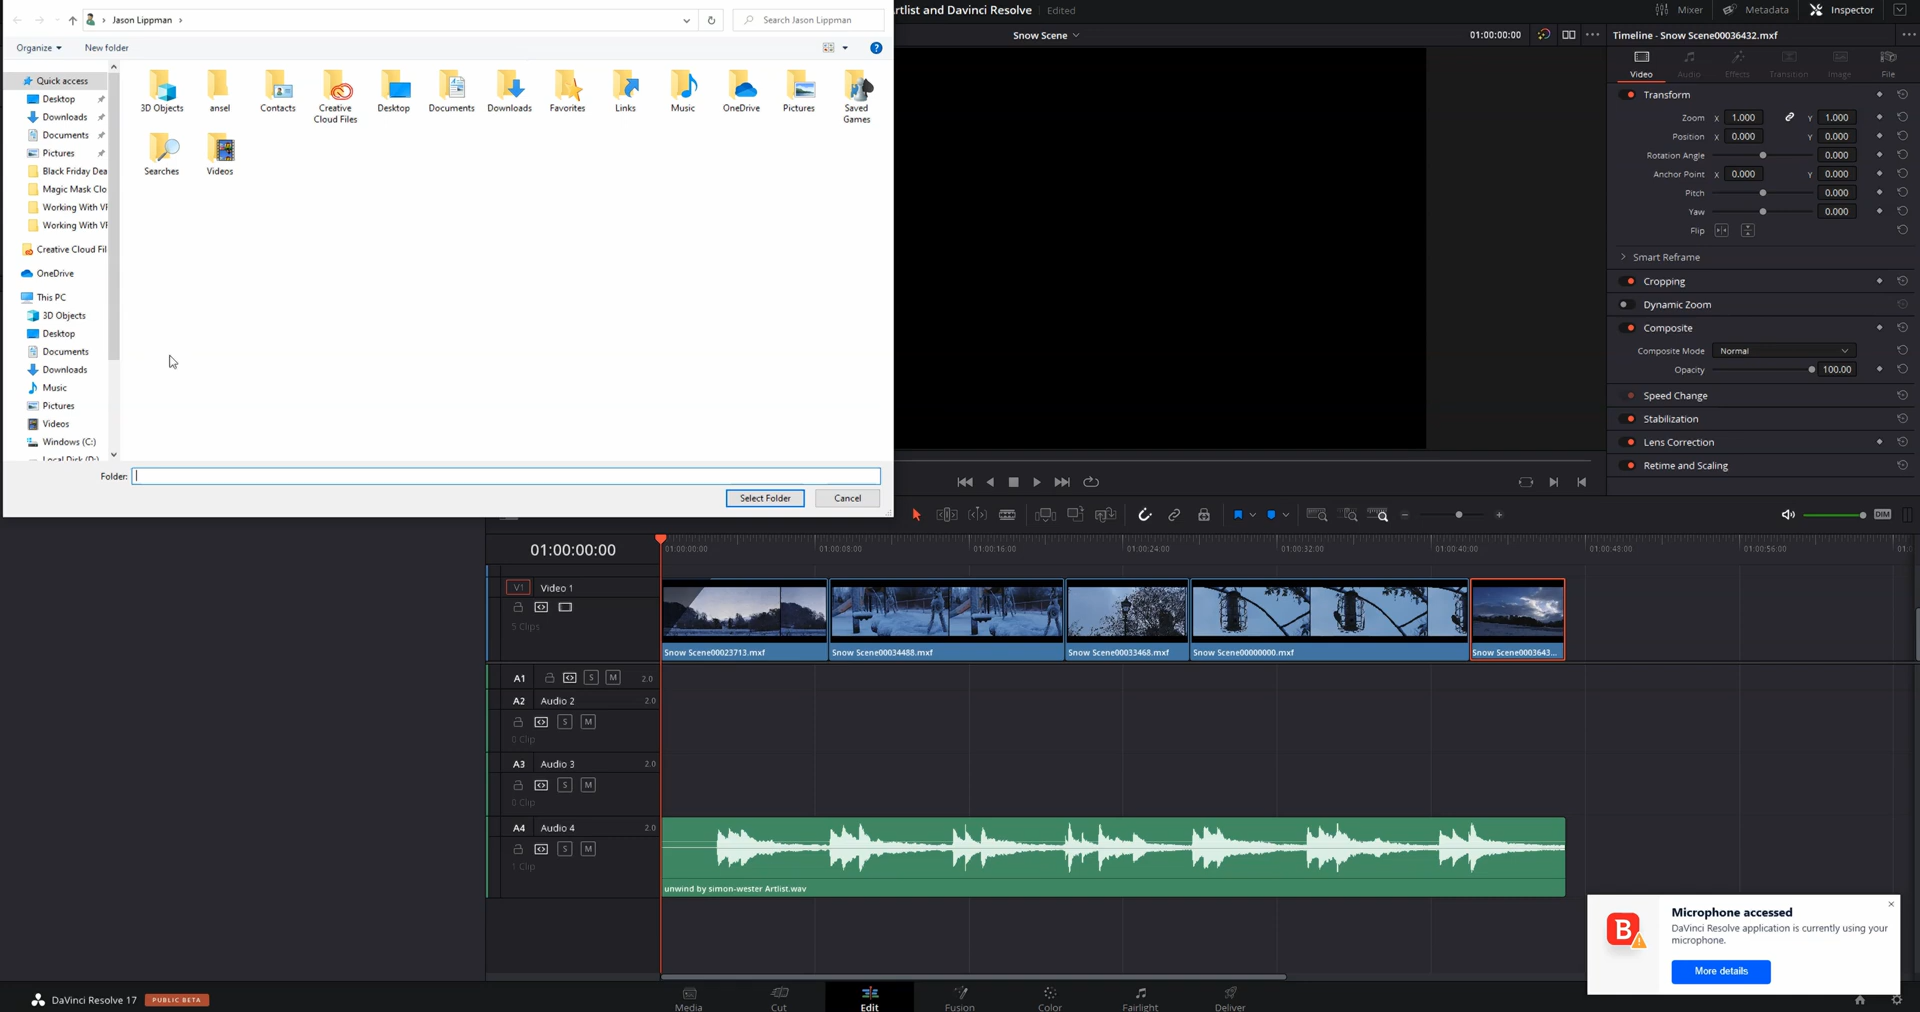 Jason Lippman
Search Jason Lippman
Organize
New folder
Quick access
Desktop
Downloads
Documents
Pictures
Black Friday Dea
Magic Mask Clo
Working With VF
Working With VF
Creative Cloud Fil
OneDrive
This PC
3D Objects
Desktop
Documents
Downloads
Music
Pictures
Videos
Windows (C:)
Local Disk (D:)
3D Objects
ansel
Contacts
Creative
Cloud Files
Desktop
Documents
Downloads
Favorites
Links
Music
OneDrive
Pictures
Saved
Games
Searches
Videos
Folder:
Select Folder
Cancel
rtlist and Davinci Resolve Edited
Mixer
Metadata
Inspector
Snow Scene
01:00:00:00
Timeline - Snow Scene00036432.mxf
Video
Audio
Effects
Transition
Image
File
Transform
Zoom X 1.000 Y 1.000
Position X 0.000 Y 0.000
Rotation Angle 0.000
Anchor Point X 0.000 Y 0.000
Pitch 0.000
Yaw 0.000
Flip
Smart Reframe
Cropping
Dynamic Zoom
Composite
Composite Mode Normal
Opacity 100.00
Speed Change
Stabilization
Lens Correction
Retime and Scaling
DIM
01:00:00:00
01:00:00:00
01:00:08:00
01:00:16:00
01:00:24:00
01:00:32:00
01:00:40:00
01:00:48:00
01:00:56:00
V1 Video 1
5 Clips
Snow Scene00023713.mxf
Snow Scene00034488.mxf
Snow Scene00033468.mxf
Snow Scene00000000.mxf
Snow Scene0003643...
A1 S M 2.0
A2 Audio 2 2.0
S M
0 Clip
A3 Audio 3 2.0
S M
0 Clip
A4 Audio 4 2.0
S M
1 Clip
unwind by simon-wester Artlist.wav
B
Microphone accessed
DaVinci Resolve application is currently using your
microphone.
More details
DaVinci Resolve 17
PUBLIC BETA
Media
Cut
Edit
Fusion
Color
Fairlight
Deliver